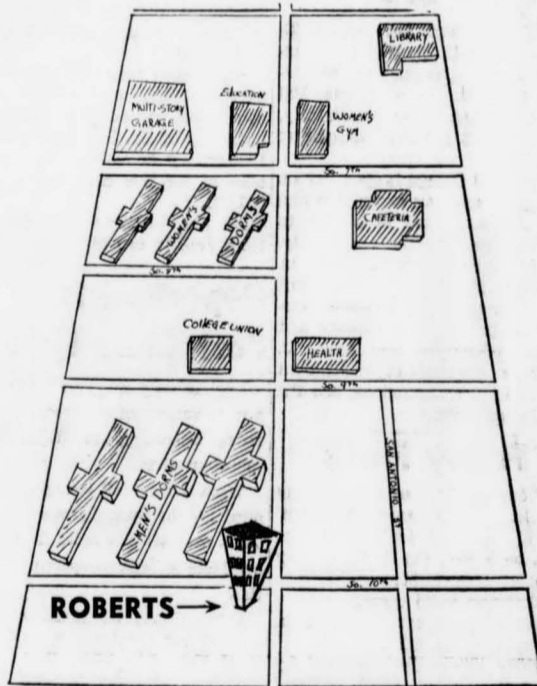 LIBRARY
EDUCATION
MULTI-STORY
GARAGE
WOMEN'S
GYM
So. 7th
WOMEN'S
DORMS
CAFETERIA
So. 8th
COLLEGE UNION
HEALTH
So. 9th
MEN'S DORMS
SAN ANTONIO ST
So. 10th
ROBERTS